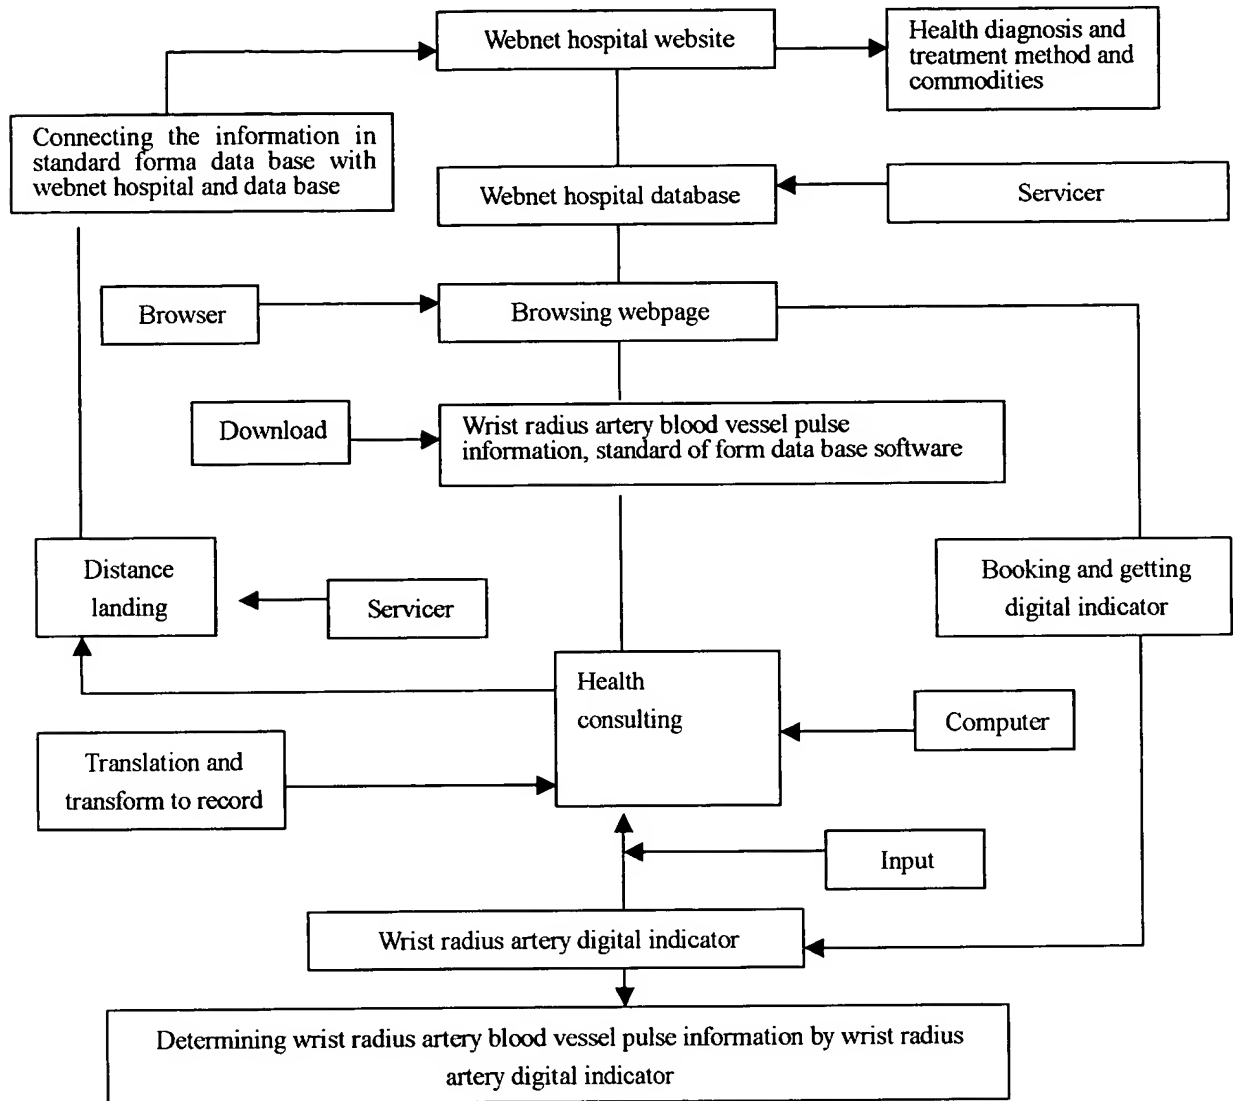 Webnet hospital website
Health diagnosis and
treatment method and
commodities
Connecting the information in
standard forma data base with
webnet hospital and data base
Webnet hospital database
Servicer
Browser
Browsing webpage
Download
Wrist radius artery blood vessel pulse
information, standard of form data base software
Distance
landing
Servicer
Booking and getting
digital indicator
Health
consulting
Computer
Translation and
transform to record
Input
Wrist radius artery digital indicator
Determining wrist radius artery blood vessel pulse information by wrist radius
artery digital indicator